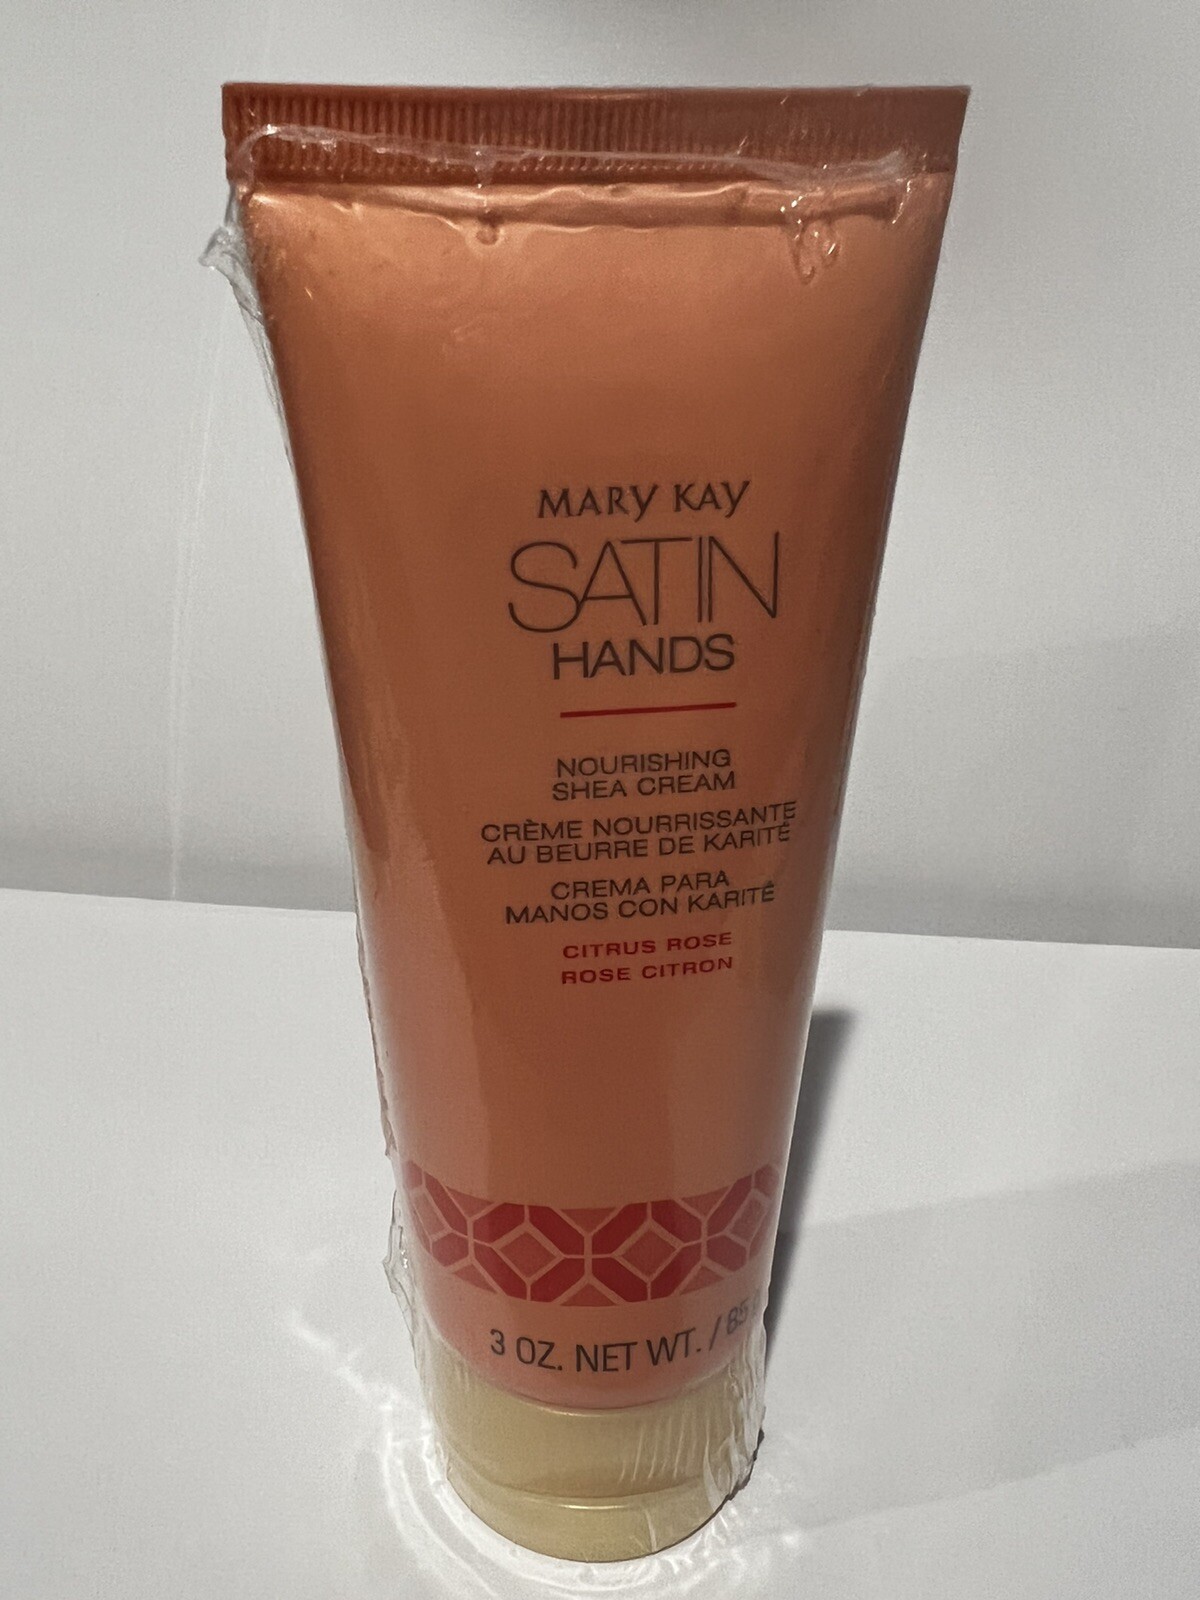 MARY KAY
SATIN
HANDS
NOURISHING
SHEA CREAM
CRÈME NOURRISSANTE
AU BEURRE DE KARITÉ
CREMA PARA
MANOS CON KARITÉ
CITRUS ROSE
ROSE CITRON
3 OZ. NET WT. / 85 g